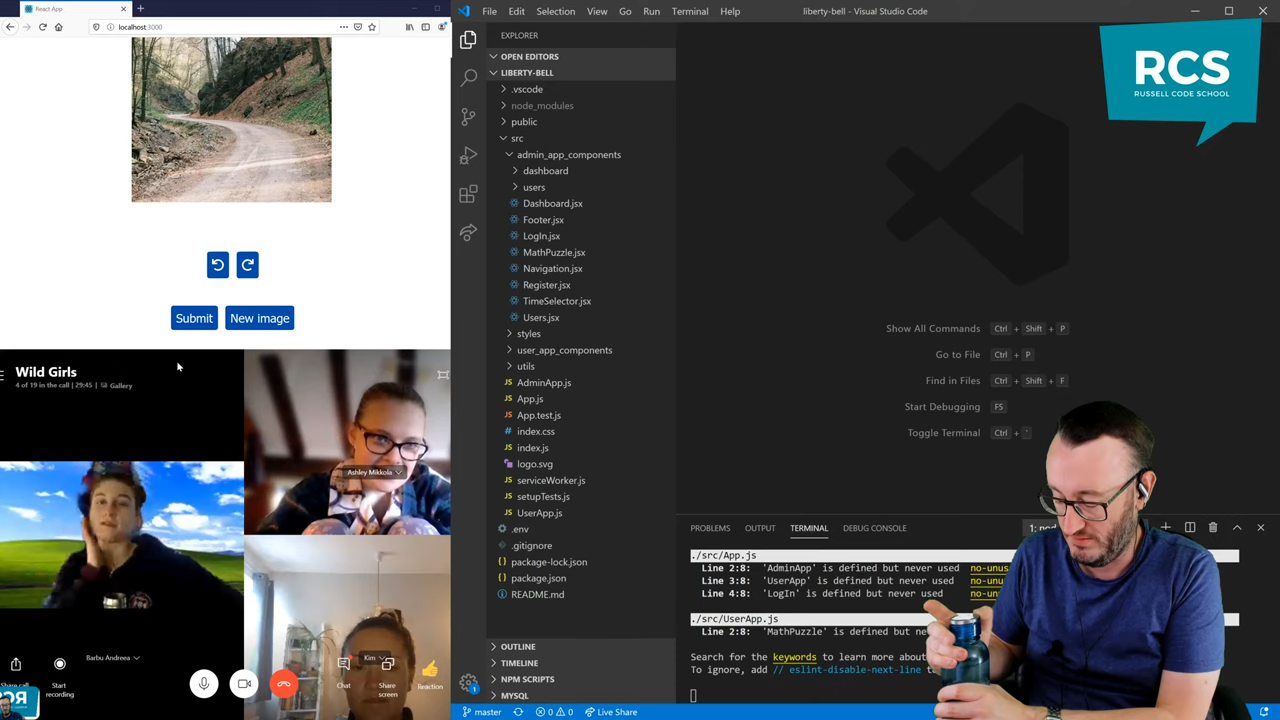 React App
localhost:3000
Submit
New image
Wild Girls
4 of 19 in the call | 29:45 | Gallery
Ashley Mikkola
Barbu Andreea
Kim
Start recording
Chat
Share screen
Reaction
File Edit Selection View Go Run Terminal Help
liberty-bell - Visual Studio Code
EXPLORER
OPEN EDITORS
LIBERTY-BELL
.vscode
node_modules
public
src
admin_app_components
dashboard
users
Dashboard.jsx
Footer.jsx
LogIn.jsx
MathPuzzle.jsx
Navigation.jsx
Register.jsx
TimeSelector.jsx
Users.jsx
styles
user_app_components
utils
AdminApp.js
App.js
App.test.js
index.css
index.js
logo.svg
serviceWorker.js
setupTests.js
UserApp.js
.env
.gitignore
package-lock.json
package.json
README.md
OUTLINE
TIMELINE
NPM SCRIPTS
MYSQL
master
0 0
Live Share
RCS
RUSSELL CODE SCHOOL
Show All Commands Ctrl + Shift + P
Go to File Ctrl + P
Find in Files Ctrl + Shift + F
Start Debugging F5
Toggle Terminal Ctrl + '
PROBLEMS OUTPUT TERMINAL DEBUG CONSOLE
./src/App.js
Line 2:8: 'AdminApp' is defined but never used
Line 3:8: 'UserApp' is defined but never used
Line 4:8: 'LogIn' is defined but never used
./src/UserApp.js
Line 2:8: 'MathPuzzle' is defined but
Search for the keywords to learn more
To ignore, add // eslint-disable-next-line